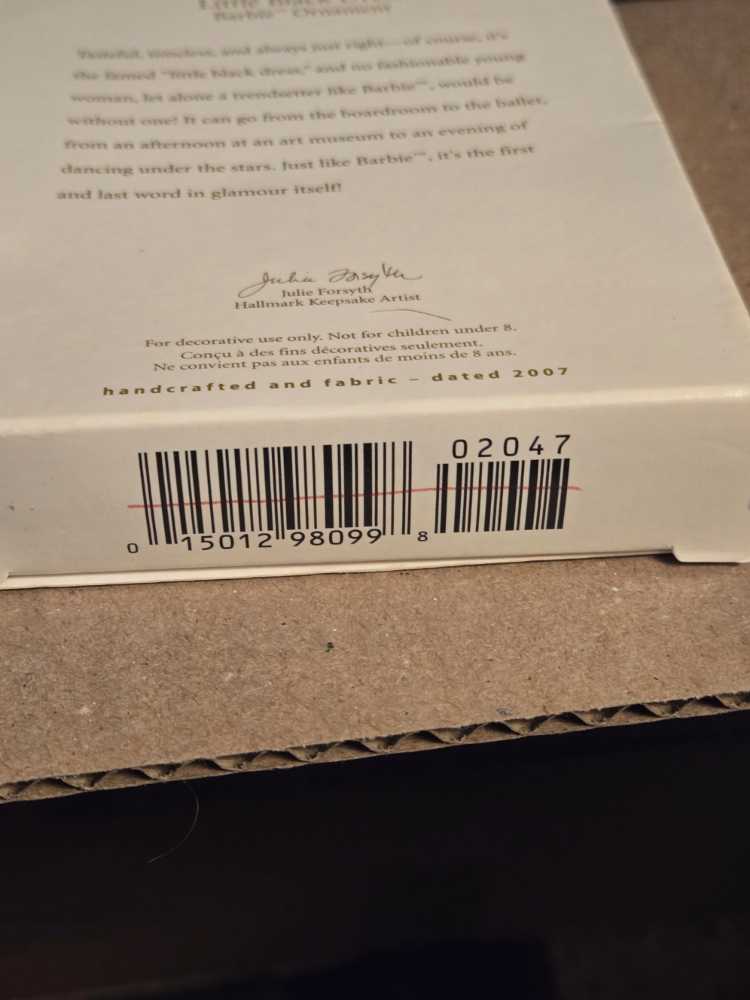 Little Black Dress
Barbie™ Ornament
Tasteful, timeless, and always just right—of course, it's
the famed "little black dress," and no fashionable young
woman, let alone a trendsetter like Barbie™, would be
without one! It can go from the boardroom to the ballet,
from an afternoon at an art museum to an evening of
dancing under the stars. Just like Barbie™, it's the first
and last word in glamour itself!
Julie Forsyth
Julie Forsyth
Hallmark Keepsake Artist
For decorative use only. Not for children under 8.
Conçu à des fins décoratives seulement.
Ne convient pas aux enfants de moins de 8 ans.
handcrafted and fabric – dated 2007
02047
0 15012 98099 8